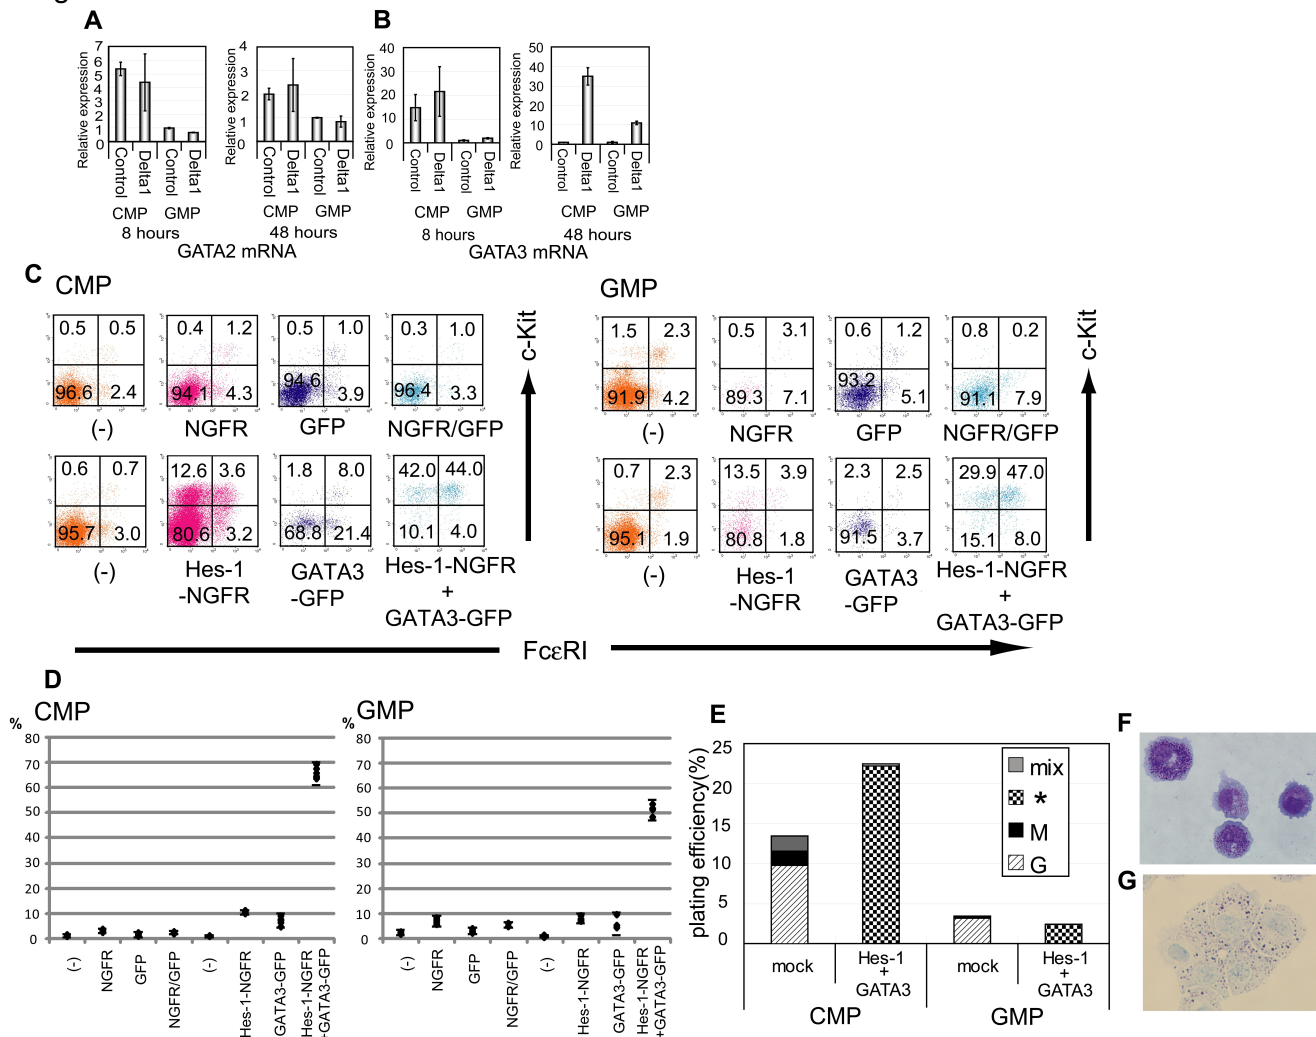 A
B
Relative expression
7
6
5
4
3
2
1
0
Control
Delta1
Control
Delta1
CMP GMP
8 hours
Relative expression
4
3
2
1
0
Control
Delta1
Control
Delta1
CMP GMP
48 hours
GATA2 mRNA
Relative expression
40
30
20
10
0
Control
Delta1
Control
Delta1
CMP GMP
8 hours
50
40
30
20
10
0
Control
Delta1
Control
Delta1
CMP GMP
48 hours
GATA3 mRNA
C
CMP
0.5 0.5
96.6 2.4
(-)
0.4 1.2
94.1 4.3
NGFR
0.5 1.0
94.6 3.9
GFP
0.3 1.0
96.4 3.3
NGFR/GFP
0.6 0.7
95.7 3.0
(-)
12.6 3.6
80.6 3.2
Hes-1
-NGFR
1.8 8.0
68.8 21.4
GATA3
-GFP
42.0 44.0
10.1 4.0
Hes-1-NGFR
+
GATA3-GFP
c-Kit
GMP
1.5 2.3
91.9 4.2
(-)
0.5 3.1
89.3 7.1
NGFR
0.6 1.2
93.2 5.1
GFP
0.8 0.2
91.1 7.9
NGFR/GFP
0.7 2.3
95.1 1.9
(-)
13.5 3.9
80.8 1.8
Hes-1
-NGFR
2.3 2.5
91.5 3.7
GATA3
-GFP
29.9 47.0
15.1 8.0
Hes-1-NGFR
+
GATA3-GFP
c-Kit
FcεRI
D
% CMP
80
70
60
50
40
30
20
10
0
(-)
NGFR
GFP
NGFR/GFP
(-)
Hes-1-NGFR
GATA3-GFP
Hes-1-NGFR
+GATA3-GFP
% GMP
80
70
60
50
40
30
20
10
0
(-)
NGFR
GFP
NGFR/GFP
(-)
Hes-1-NGFR
GATA3-GFP
Hes-1-NGFR
+GATA3-GFP
E
plating efficiency(%)
25
20
15
10
5
0
mix
*
M
G
mock
Hes-1
+
GATA3
mock
Hes-1
+
GATA3
CMP GMP
F
G